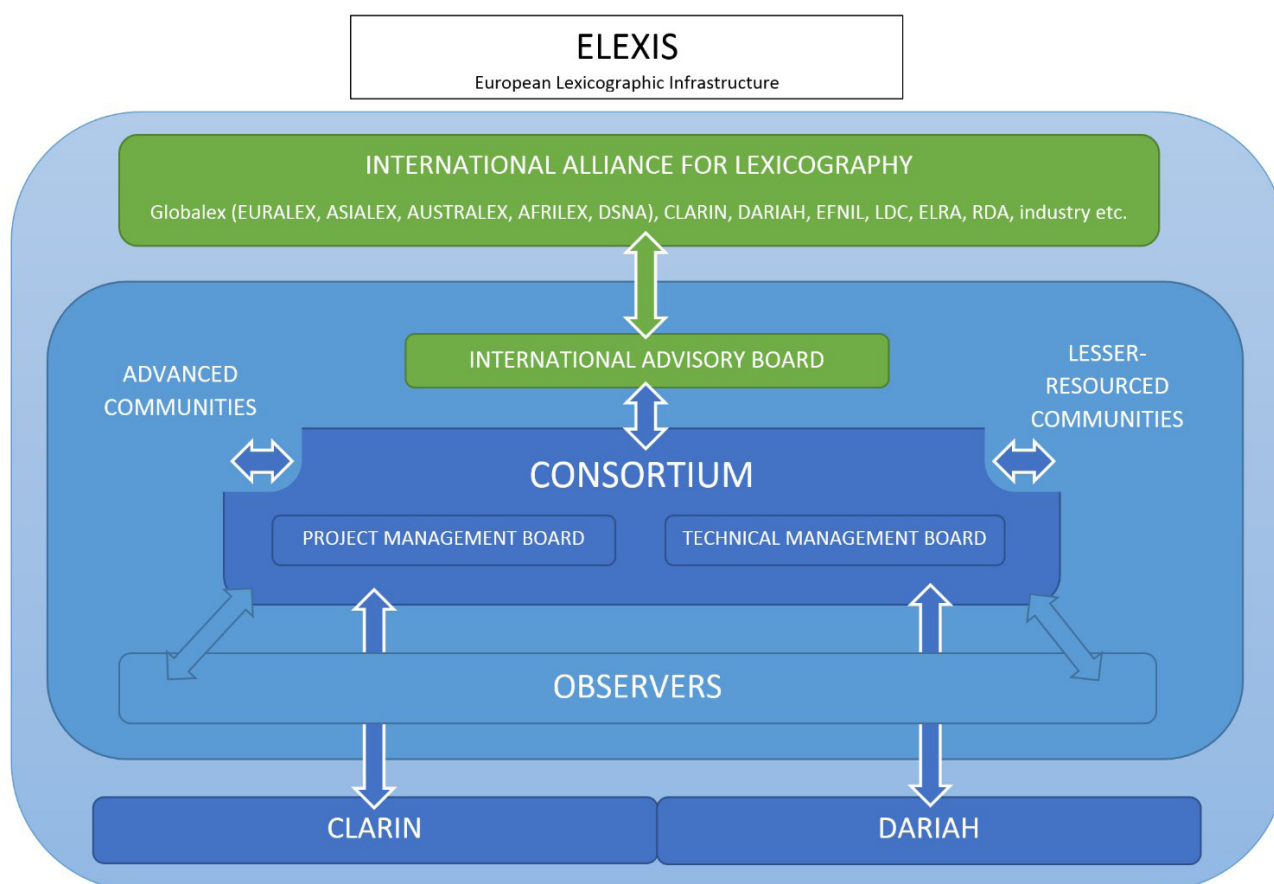 ELEXIS
European Lexicographic Infrastructure
INTERNATIONAL ALLIANCE FOR LEXICOGRAPHY
Globalex (EURALEX, ASIALEX, AUSTRALEX, AFRILEX, DSNA), CLARIN, DARIAH, EFNIL, LDC, ELRA, RDA, industry etc.
INTERNATIONAL ADVISORY BOARD
ADVANCED
COMMUNITIES
LESSER-
RESOURCED
COMMUNITIES
CONSORTIUM
PROJECT MANAGEMENT BOARD
TECHNICAL MANAGEMENT BOARD
OBSERVERS
CLARIN
DARIAH